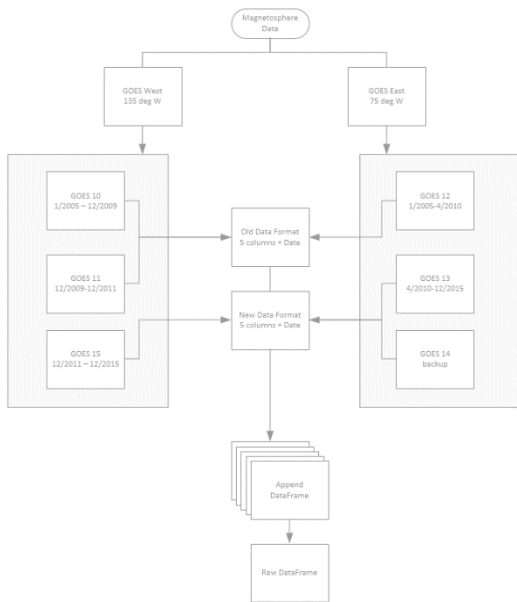 Magnetosphere
Data
GOES West
135 deg W
GOES East
75 deg W
GOES 10
1/2005 – 12/2009
GOES 12
1/2005-4/2010
Old Data Format
5 columns + Date
GOES 11
12/2009-12/2011
GOES 13
4/2010-12/2015
New Data Format
5 columns + Date
GOES 15
12/2011 – 12/2015
GOES 14
backup
Append
DataFrame
Raw DataFrame